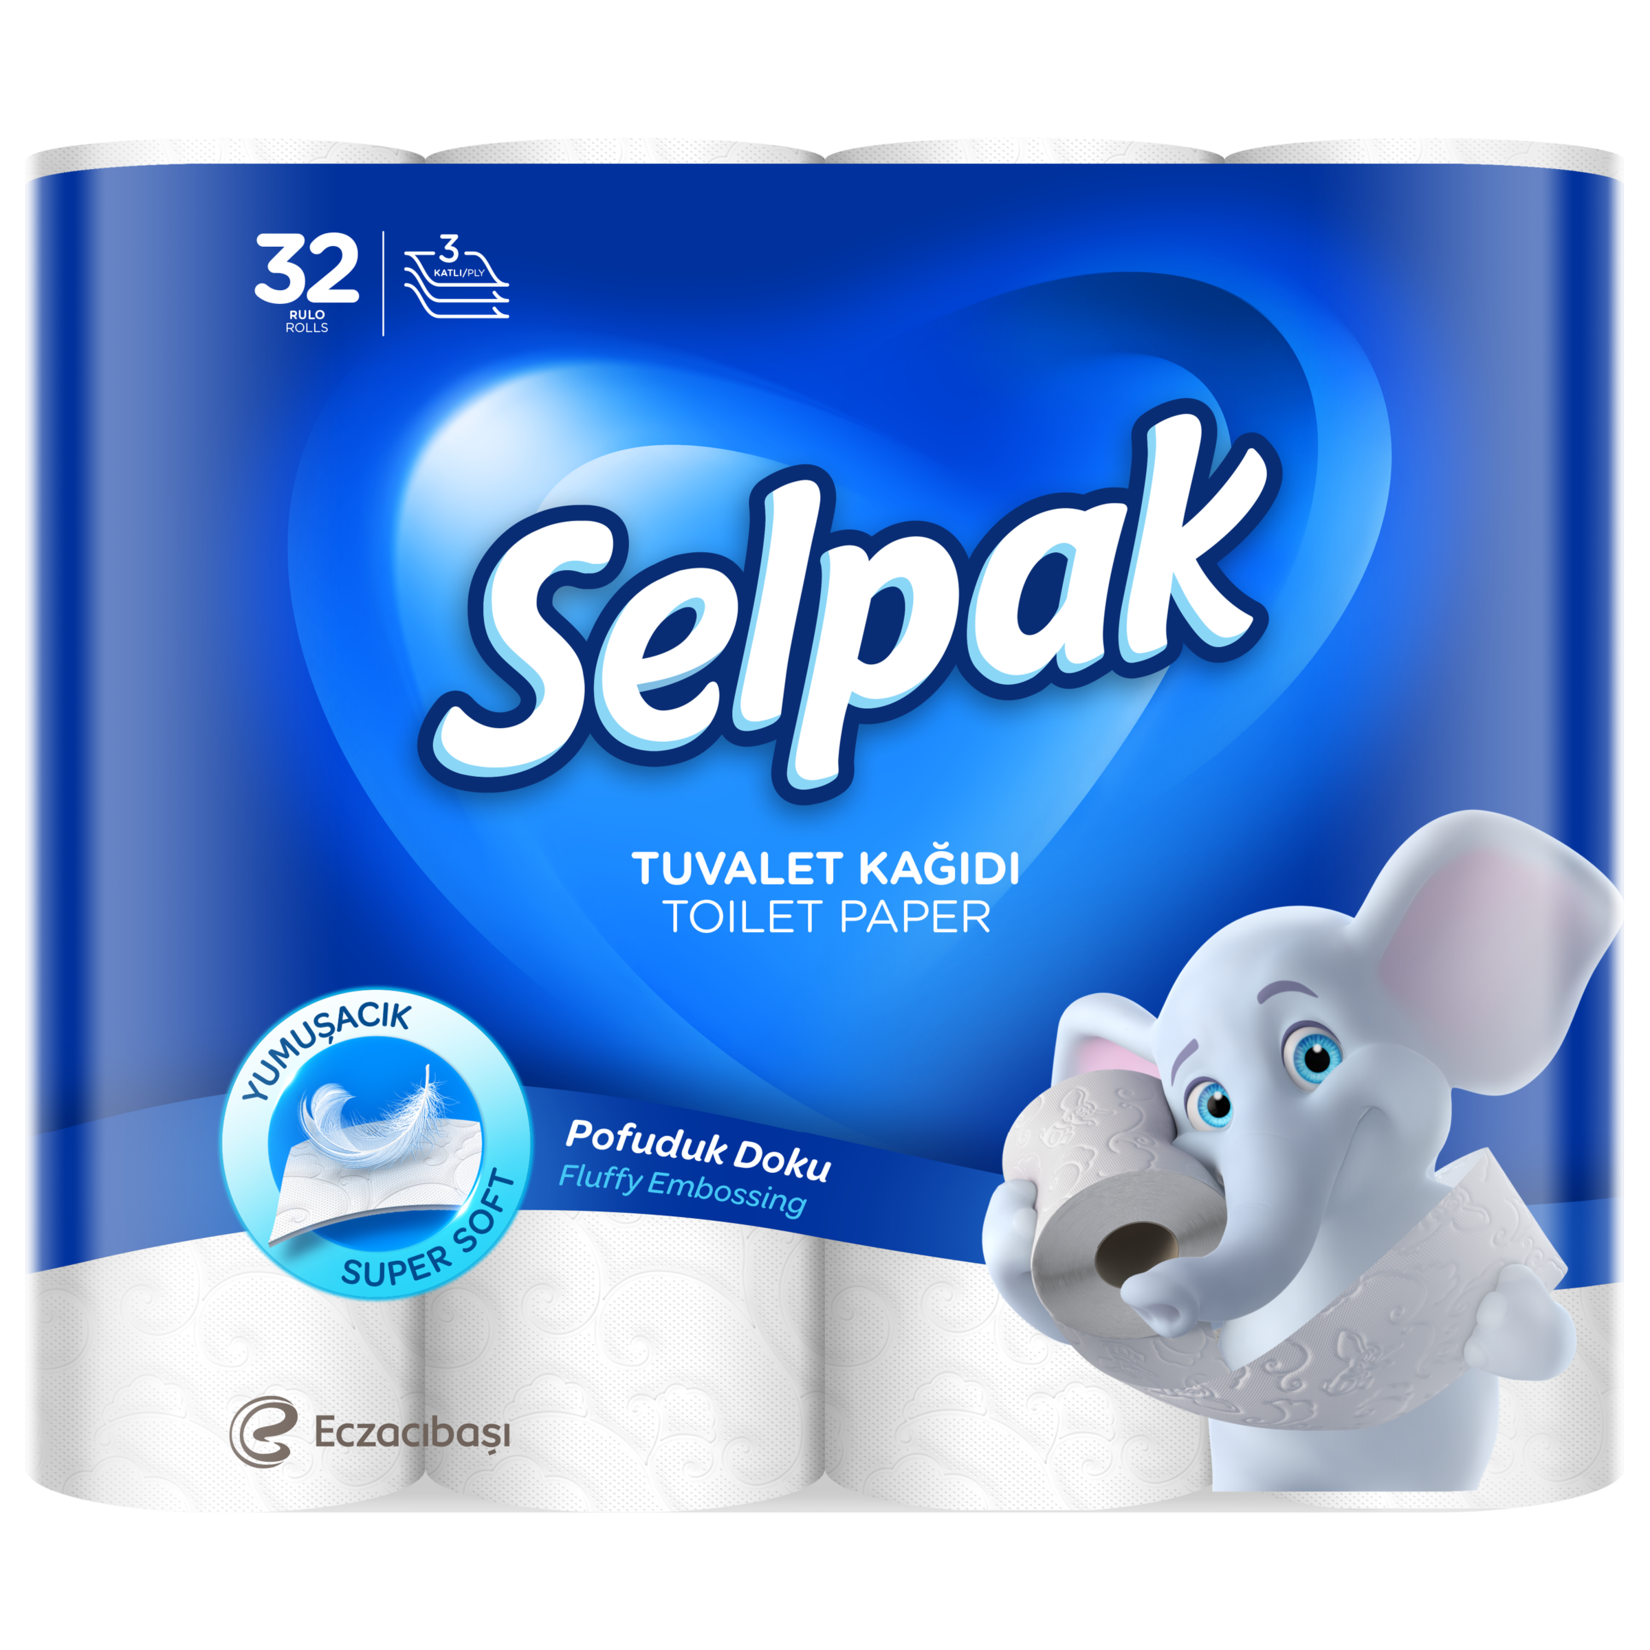 32
RULO
ROLLS
3
KATLI/PLY
Selpak
TUVALET KAĞIDI
TOILET PAPER
YUMUŞACIK
SUPER SOFT
Pofuduk Doku
Fluffy Embossing
Eczacıbaşı